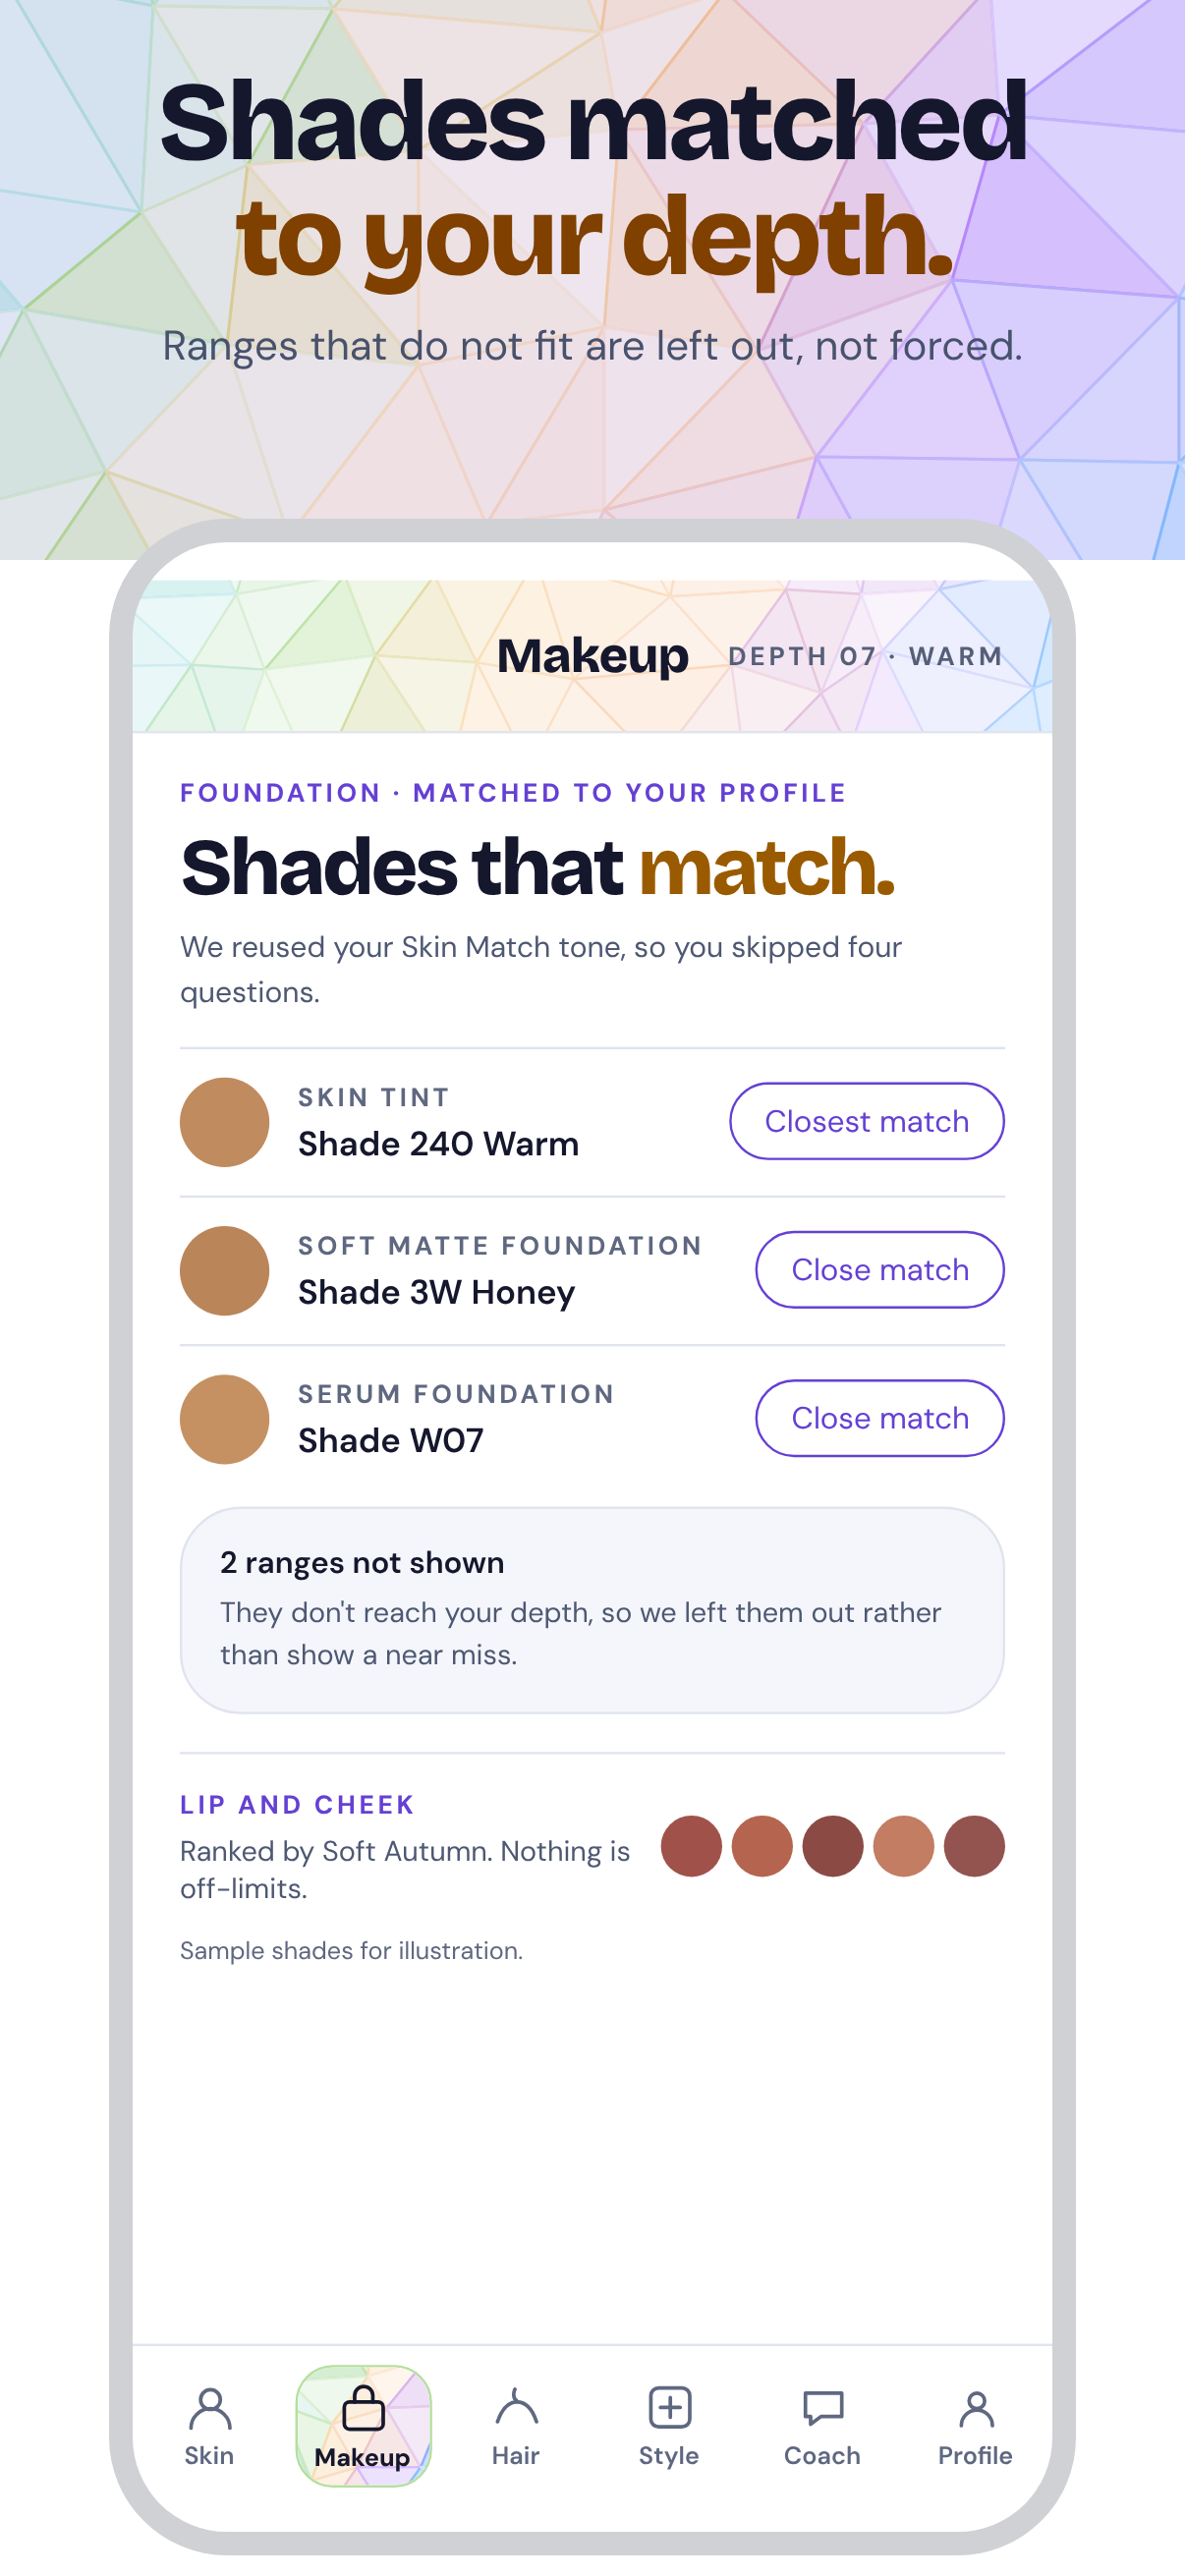 Shades matched
to your depth.
Ranges that do not fit are left out, not forced.
Makeup
DEPTH 07 · WARM
FOUNDATION · MATCHED TO YOUR PROFILE
Shades that match.
We reused your Skin Match tone, so you skipped four
questions.
SKIN TINT
Shade 240 Warm
Closest match
SOFT MATTE FOUNDATION
Shade 3W Honey
Close match
SERUM FOUNDATION
Shade W07
Close match
2 ranges not shown
They don't reach your depth, so we left them out rather
than show a near miss.
LIP AND CHEEK
Ranked by Soft Autumn. Nothing is
off-limits.
Sample shades for illustration.
Skin
Makeup
Hair
Style
Coach
Profile